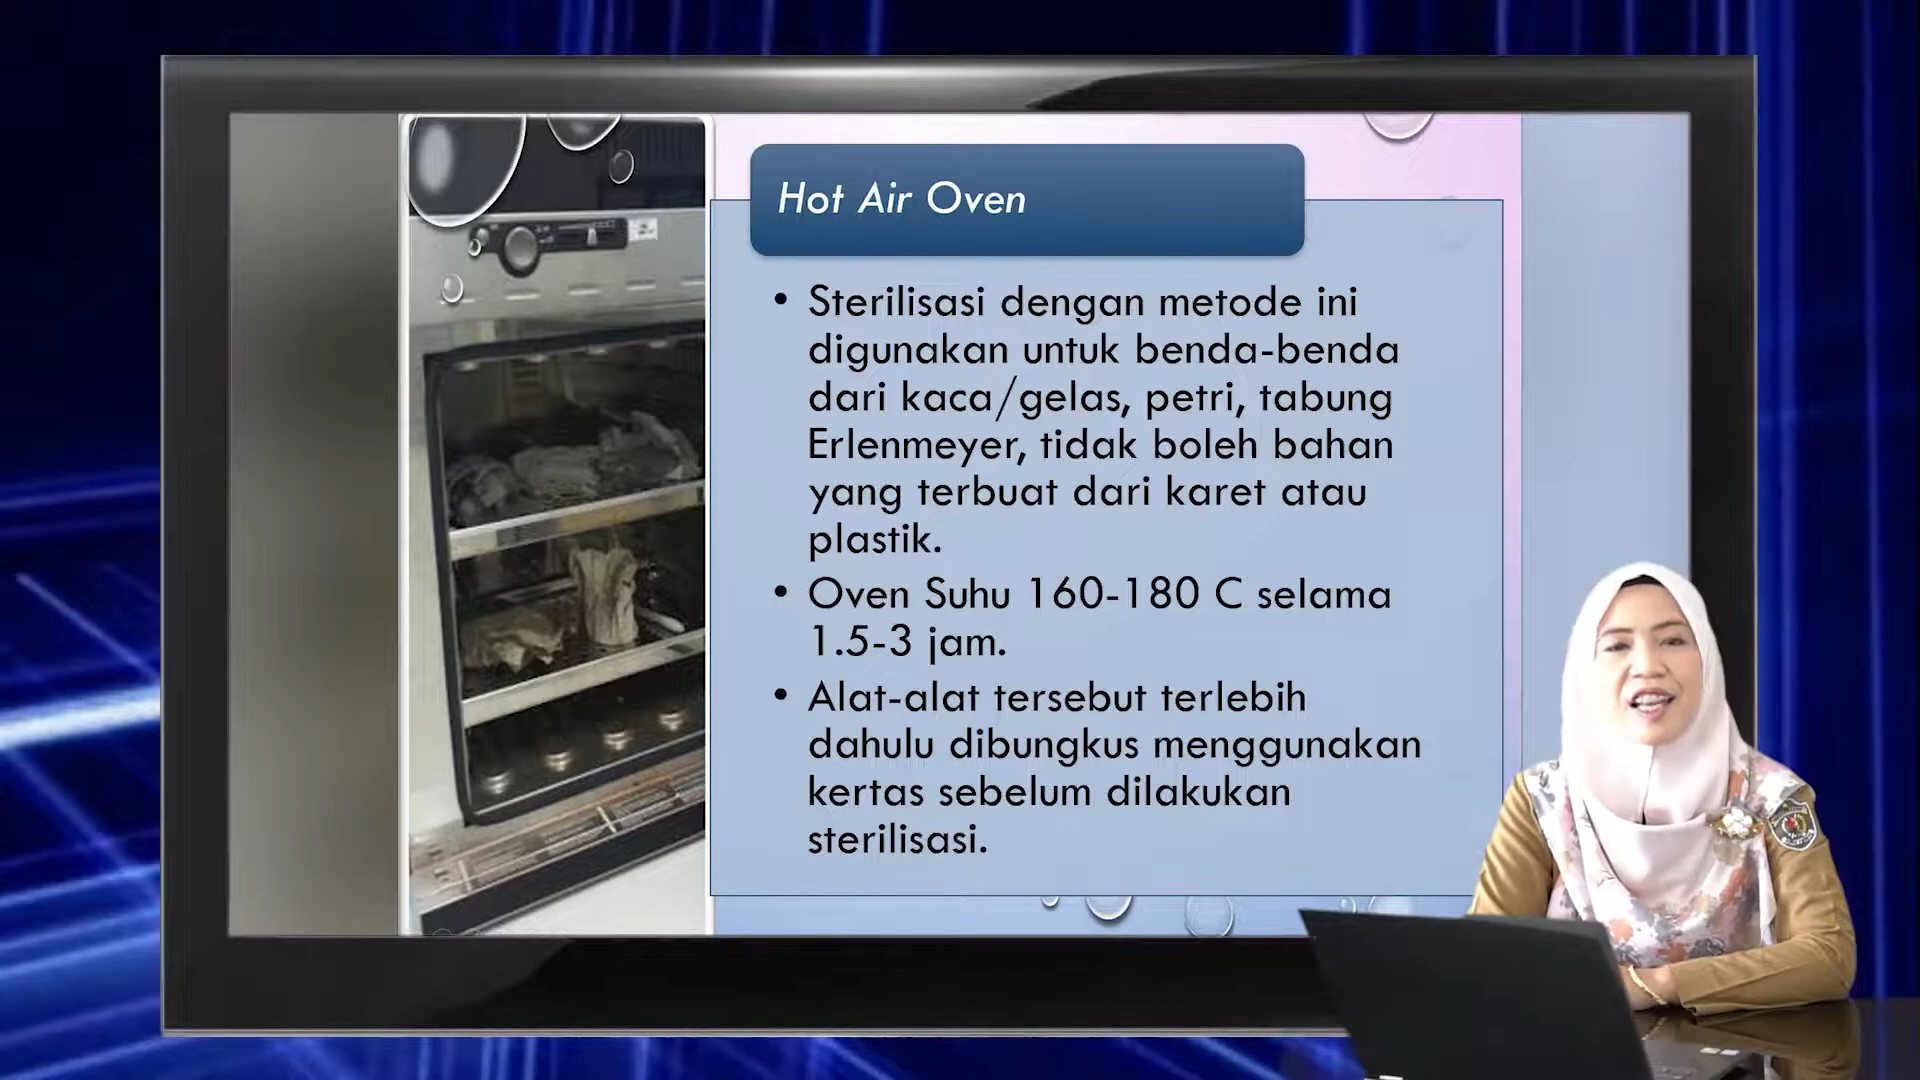 Hot Air Oven
• Sterilisasi dengan metode ini
digunakan untuk benda-benda
dari kaca/gelas, petri, tabung
Erlenmeyer, tidak boleh bahan
yang terbuat dari karet atau
plastik.
• Oven Suhu 160-180 C selama
1.5-3 jam.
• Alat-alat tersebut terlebih
dahulu dibungkus menggunakan
kertas sebelum dilakukan
sterilisasi.